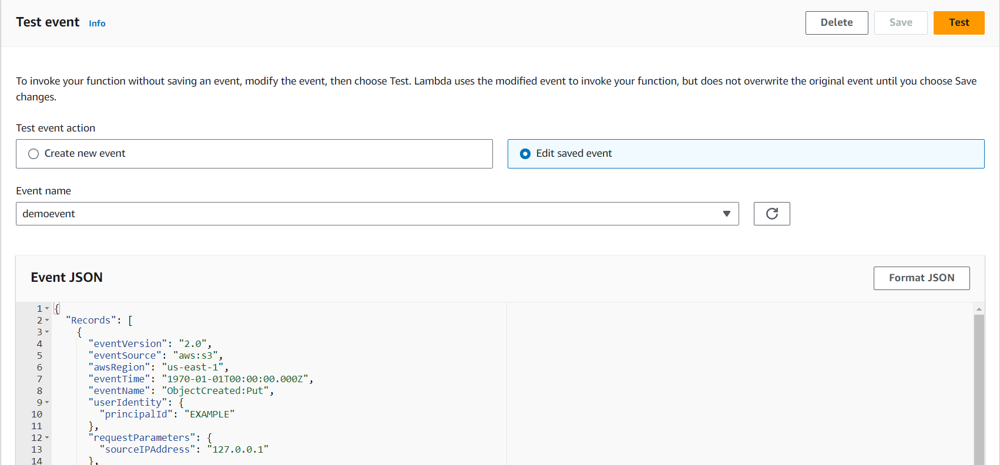 Test event Info Delete Save Test
To invoke your function without saving an event, modify the event, then choose Test. Lambda uses the modified event to invoke your function, but does not overwrite the original event until you choose Save
changes.
Test event action
Create new event Edit saved event
Event name
demoevent
Event JSON Format JSON
1 {
2 "Records": [
3 {
4 "eventVersion": "2.0",
5 "eventSource": "aws:s3",
6 "awsRegion": "us-east-1",
7 "eventTime": "1970-01-01T00:00:00.000Z",
8 "eventName": "ObjectCreated:Put",
9 "userIdentity": {
10 "principalId": "EXAMPLE"
11 },
12 "requestParameters": {
13 "sourceIPAddress": "127.0.0.1"
14 },